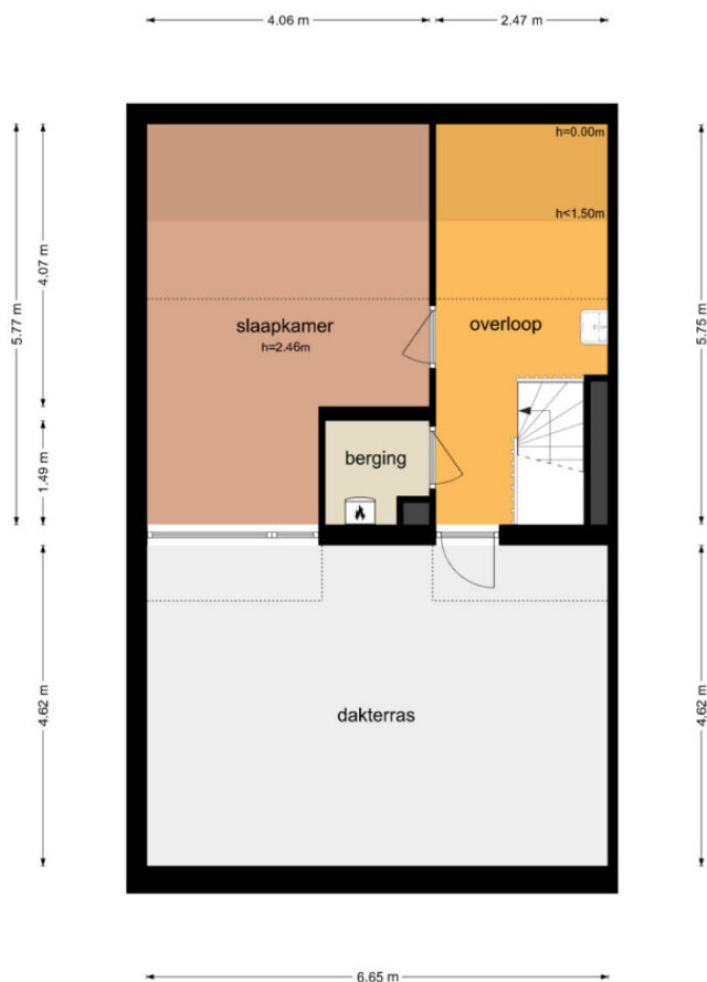 4.06 m
2.47 m
h=0.00m
h<1.50m
4.07 m
5.77 m
5.75 m
slaapkamer
h=2.46m
overloop
berging
1.49 m
4.62 m
4.62 m
dakterras
6.65 m